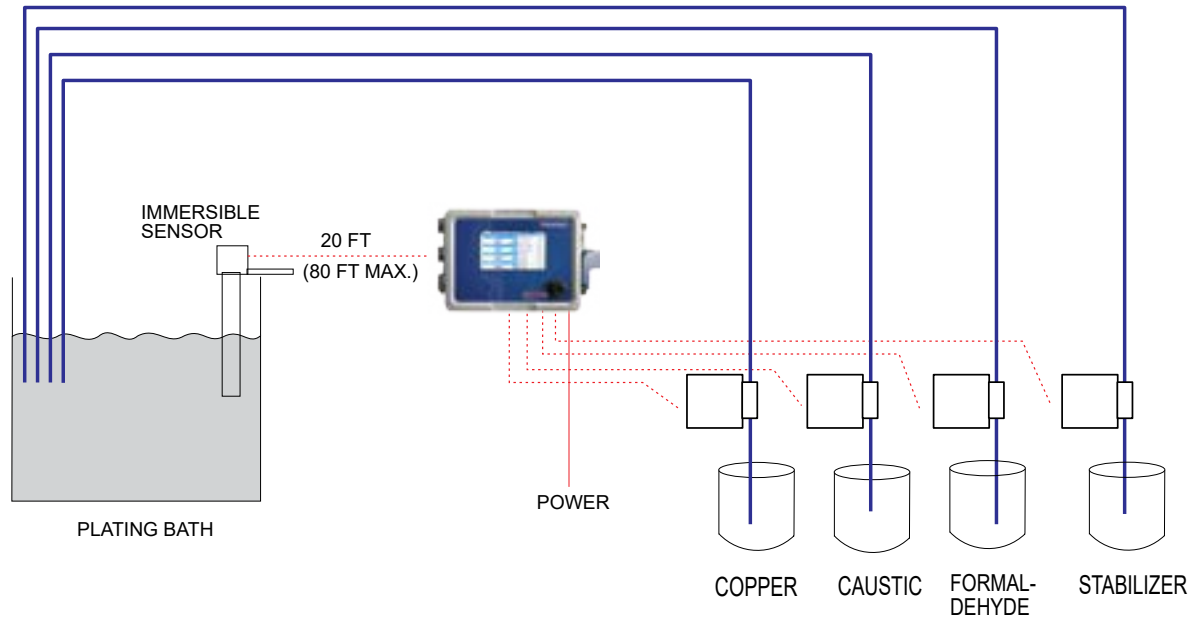 IMMERSIBLE
SENSOR
20 FT
(80 FT MAX.)
POWER
PLATING BATH
COPPER
CAUSTIC
FORMAL-
DEHYDE
STABILIZER